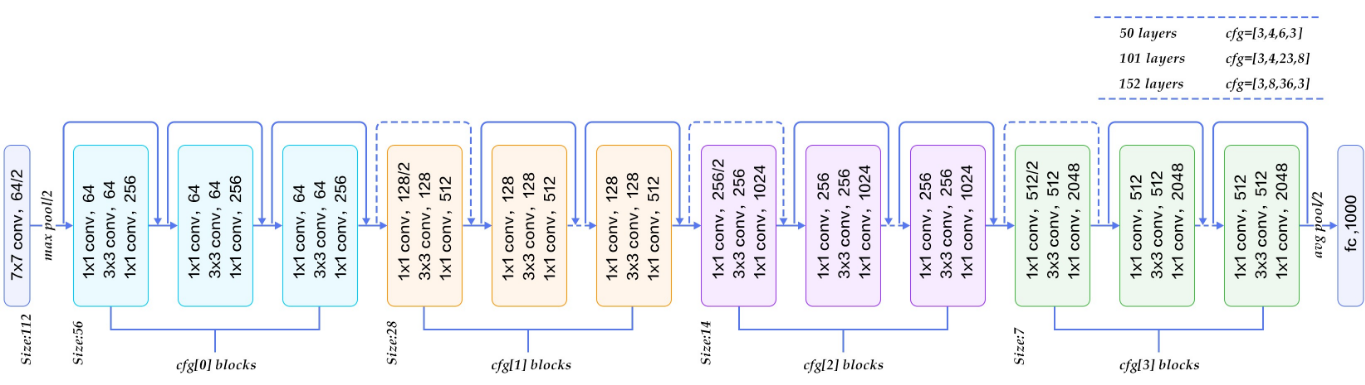 50 layers cfg=[3,4,6,3]
101 layers cfg=[3,4,23,8]
152 layers cfg=[3,8,36,3]
7x7 conv, 64/2
max pool/2
1x1 conv, 64
3x3 conv, 64
1x1 conv, 256
1x1 conv, 64
3x3 conv, 64
1x1 conv, 256
1x1 conv, 64
3x3 conv, 64
1x1 conv, 256
1x1 conv, 128/2
3x3 conv, 128
1x1 conv, 512
1x1 conv, 128
3x3 conv, 128
1x1 conv, 512
1x1 conv, 128
3x3 conv, 128
1x1 conv, 512
1x1 conv, 256/2
3x3 conv, 256
1x1 conv, 1024
1x1 conv, 256
3x3 conv, 256
1x1 conv, 1024
1x1 conv, 256
3x3 conv, 256
1x1 conv, 1024
1x1 conv, 512/2
3x3 conv, 512
1x1 conv, 2048
1x1 conv, 512
3x3 conv, 512
1x1 conv, 2048
1x1 conv, 512
3x3 conv, 512
1x1 conv, 2048
avg pool/2
fc ,1000
Size:112
Size:56
Size:28
Size:14
Size:7
cfg[0] blocks
cfg[1] blocks
cfg[2] blocks
cfg[3] blocks